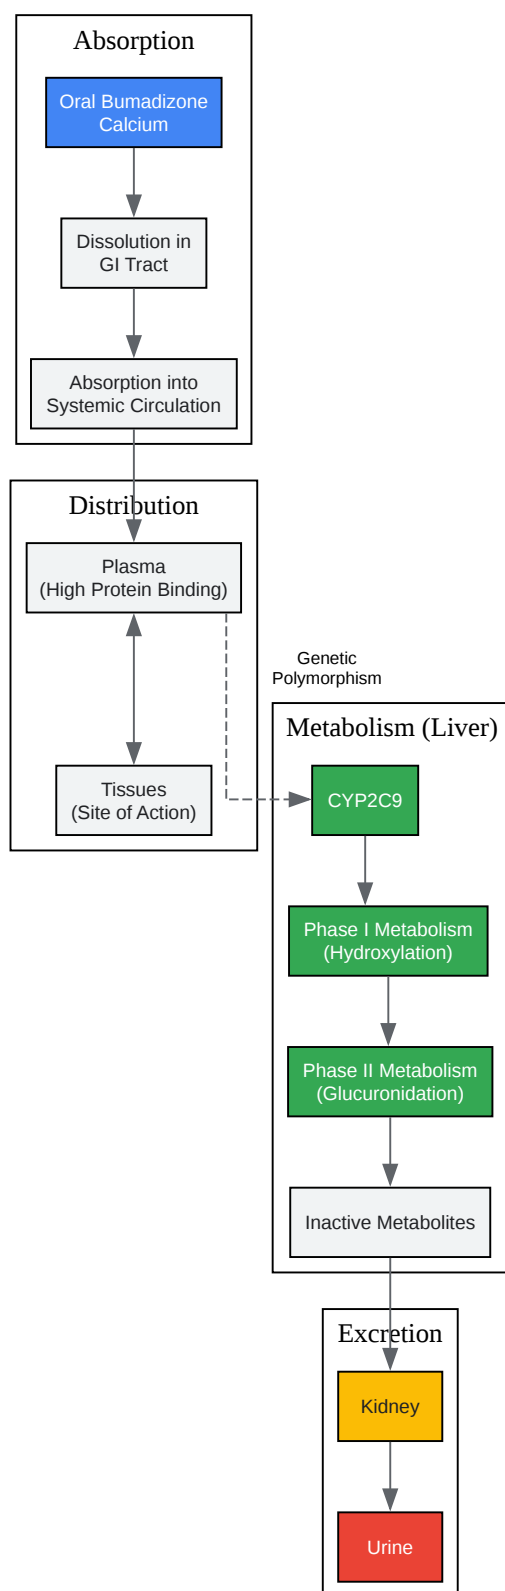 Absorption
Oral Bumadizone
Calcium
Dissolution in
GI Tract
Absorption into
Systemic Circulation
Distribution
Plasma
(High Protein Binding)
Tissues
(Site of Action)
Genetic
Polymorphism
Metabolism (Liver)
CYP2C9
Phase I Metabolism
(Hydroxylation)
Phase II Metabolism
(Glucuronidation)
Inactive Metabolites
Excretion
Kidney
Urine